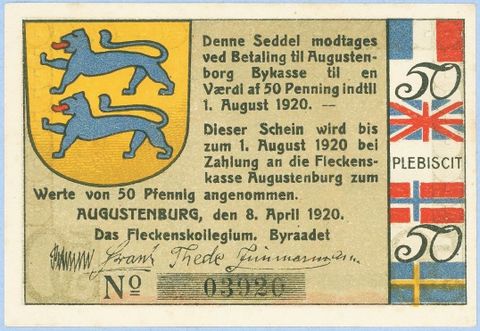 Denne Seddel modtages
ved Betaling til Augusten-
borg Bykasse til en
Værdi af 50 Penning indtil
1. August 1920. —
Dieser Schein wird bis
zum 1. August 1920 bei
Zahlung an die Fleckens-
kasse Augustenburg zum
Werte von 50 Pfennig angenommen.
AUGUSTENBURG, den 8. April 1920.
Das Fleckenskollegium. Byraadet
Frank Thede Zimmermann
No 03920
50
PLEBISCIT
50